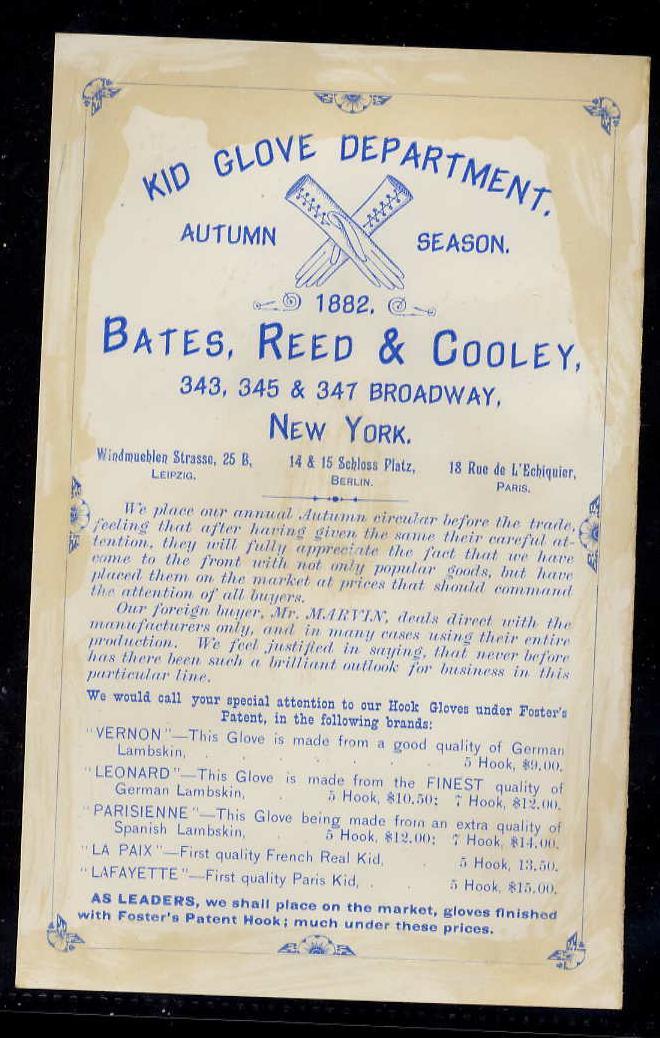 KID GLOVE DEPARTMENT.
AUTUMN SEASON.
1882.
BATES, REED & COOLEY,
343, 345 & 347 BROADWAY,
NEW YORK.
Windmuehlen Strasse, 25 B, 14 & 15 Schloss Platz, 18 Rue de L'Echiquier,
LEIPZIG. BERLIN. PARIS.
We place our annual Autumn circular before the trade,
feeling that after having given the same their careful at-
tention, they will fully appreciate the fact that we have
come to the front with not only popular goods, but have
placed them on the market at prices that should command
the attention of all buyers.
Our foreign buyer, Mr. MARVIN, deals direct with the
manufacturers only, and in many cases using their entire
production. We feel justified in saying, that never before
has there been such a brilliant outlook for business in this
particular line.
We would call your special attention to our Hook Gloves under Foster's
Patent, in the following brands:
"VERNON"—This Glove is made from a good quality of German
Lambskin, . . . . . . . 5 Hook, $9.00.
"LEONARD"—This Glove is made from the FINEST quality of
German Lambskin, . 5 Hook, $10.50; 7 Hook, $12.00.
"PARISIENNE"—This Glove being made from an extra quality of
Spanish Lambskin, 5 Hook, $12.00; 7 Hook, $14.00.
"LA PAIX"—First quality French Real Kid, . 5 Hook, 13.50.
"LAFAYETTE"—First quality Paris Kid, . . 5 Hook, $15.00.
AS LEADERS, we shall place on the market, gloves finished
with Foster's Patent Hook; much under these prices.